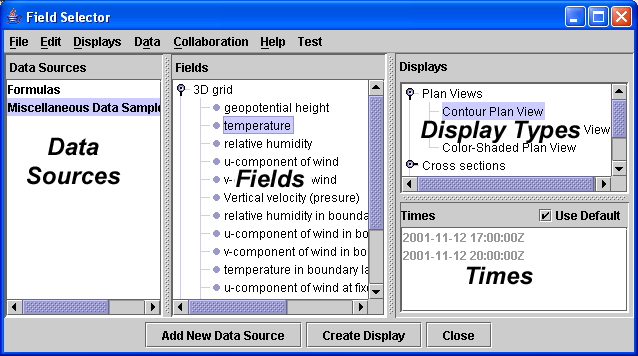 Field Selector
File Edit Displays Data Collaboration Help Test
Data Sources
Formulas
Miscellaneous Data Sample
Data
Sources
Fields
3D grid
geopotential height
temperature
relative humidity
u-component of wind
v- wind
Fields
Vertical velocity (presure)
relative humidity in bounda
u-component of wind in bo
v-component of wind in bo
temperature in boundary la
u-component of wind at fixe
Displays
Plan Views
Contour Plan View
Display Types
View
Color-Shaded Plan View
Cross sections
Times
Use Default
2001-11-12 17:00:00Z
2001-11-12 20:00:00Z
Times
Add New Data Source
Create Display
Close